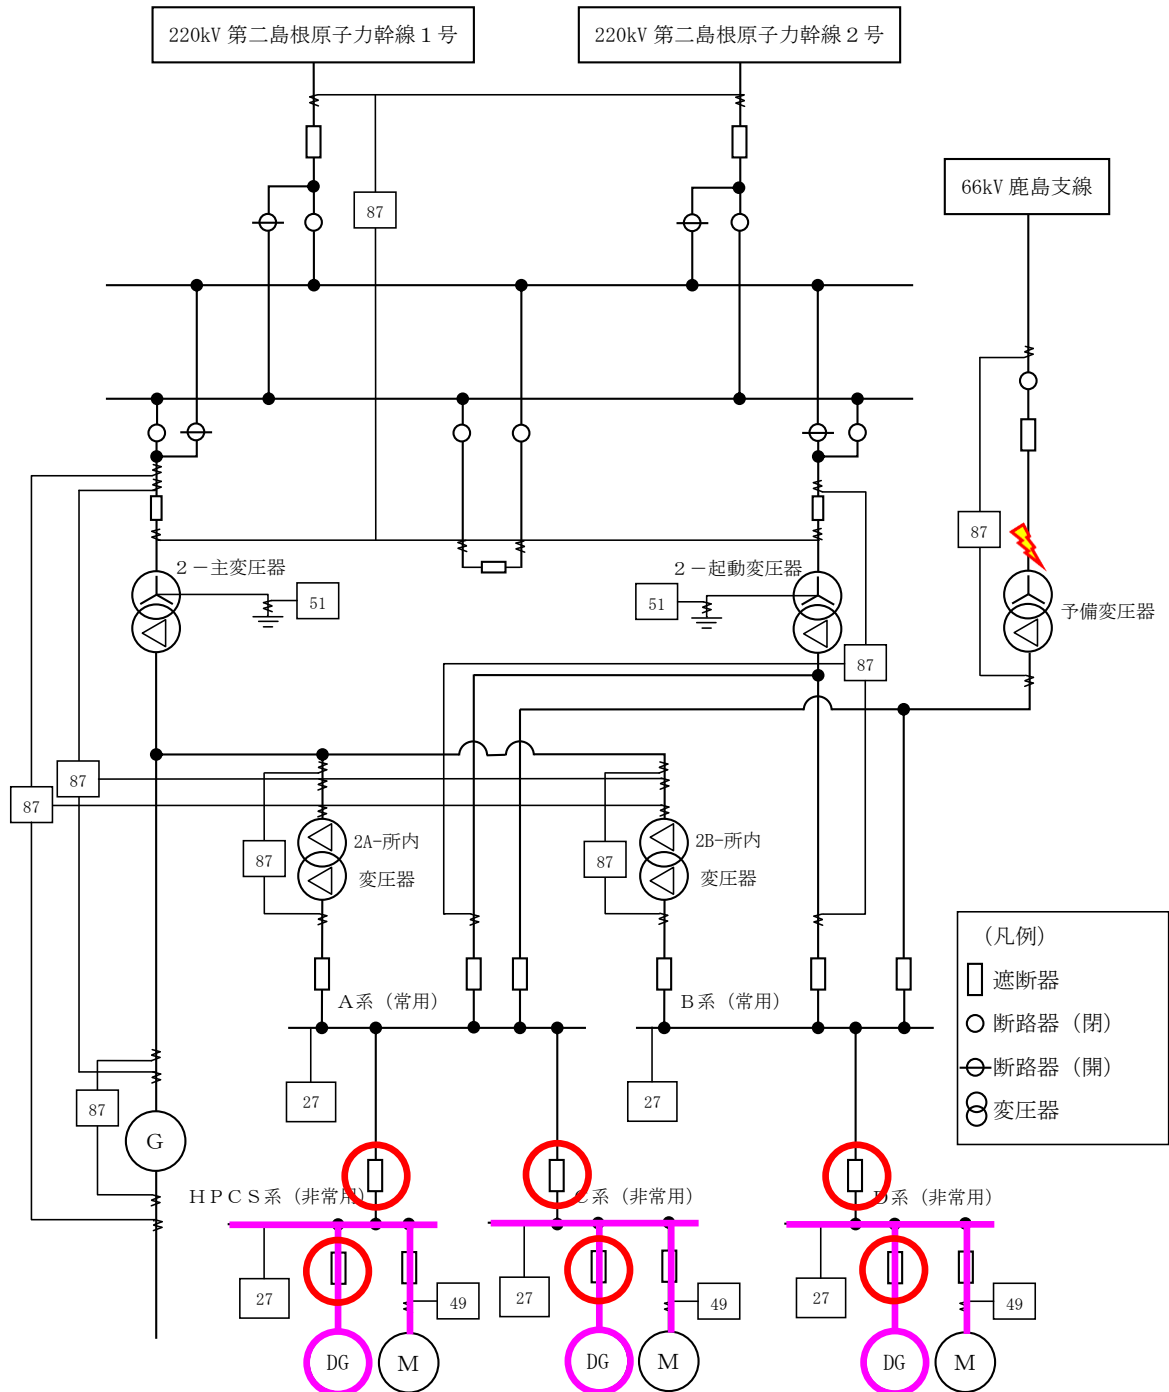 220kV 第二島根原子力幹線１号
220kV 第二島根原子力幹線２号
66kV 鹿島支線
87
87
２－主変圧器
51
２－起動変圧器
51
予備変圧器
87
87
87
2A-所内
変圧器
87
2B-所内
変圧器
87
(凡例)
遮断器
断路器（閉）
断路器（開）
変圧器
Ａ系（常用）
Ｂ系（常用）
27
27
87
G
ＨＰＣＳ系（非常用）
Ｃ系（非常用）
Ｄ系（非常用）
27
49
27
49
27
49
DG
M
DG
M
DG
M